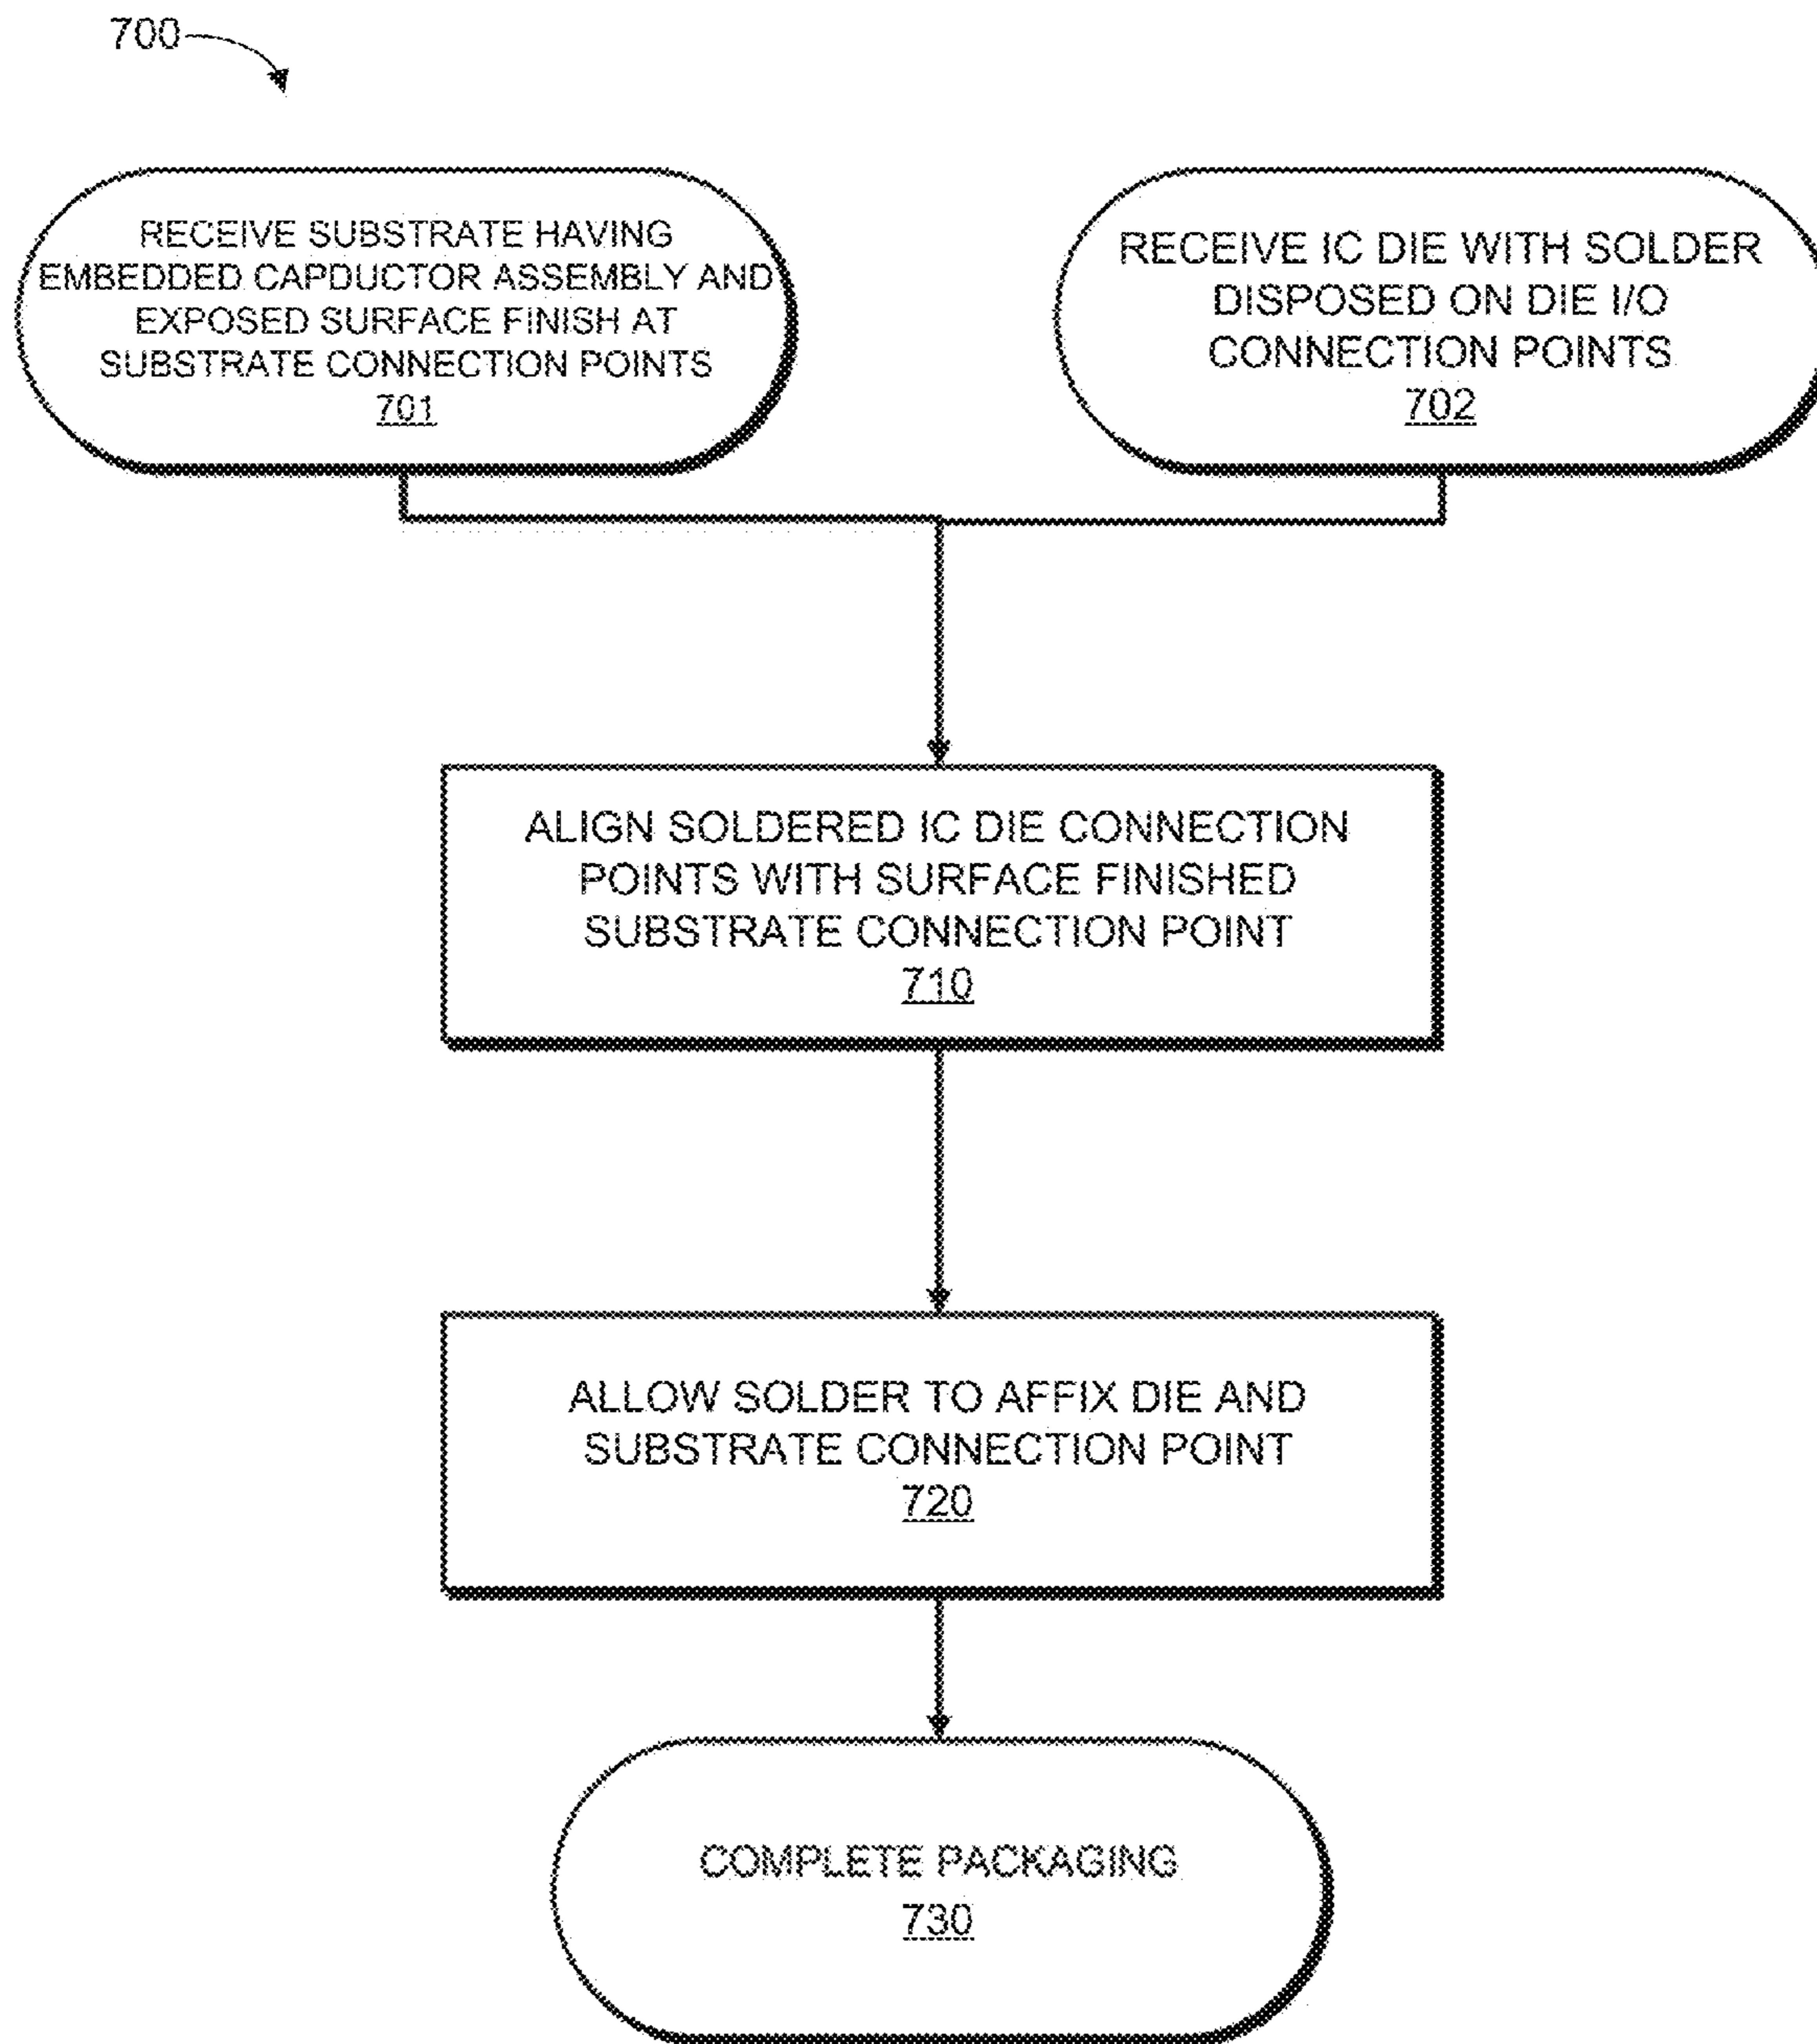 700
RECEIVE SUBSTRATE HAVING
EMBEDDED CAPDUCTOR ASSEMBLY AND
EXPOSED SURFACE FINISH AT
SUBSTRATE CONNECTION POINTS
701
RECEIVE IC DIE WITH SOLDER
DISPOSED ON DIE I/O
CONNECTION POINTS
702
ALIGN SOLDERED IC DIE CONNECTION
POINTS WITH SURFACE FINISHED
SUBSTRATE CONNECTION POINT
710
ALLOW SOLDER TO AFFIX DIE AND
SUBSTRATE CONNECTION POINT
720
COMPLETE PACKAGING
730